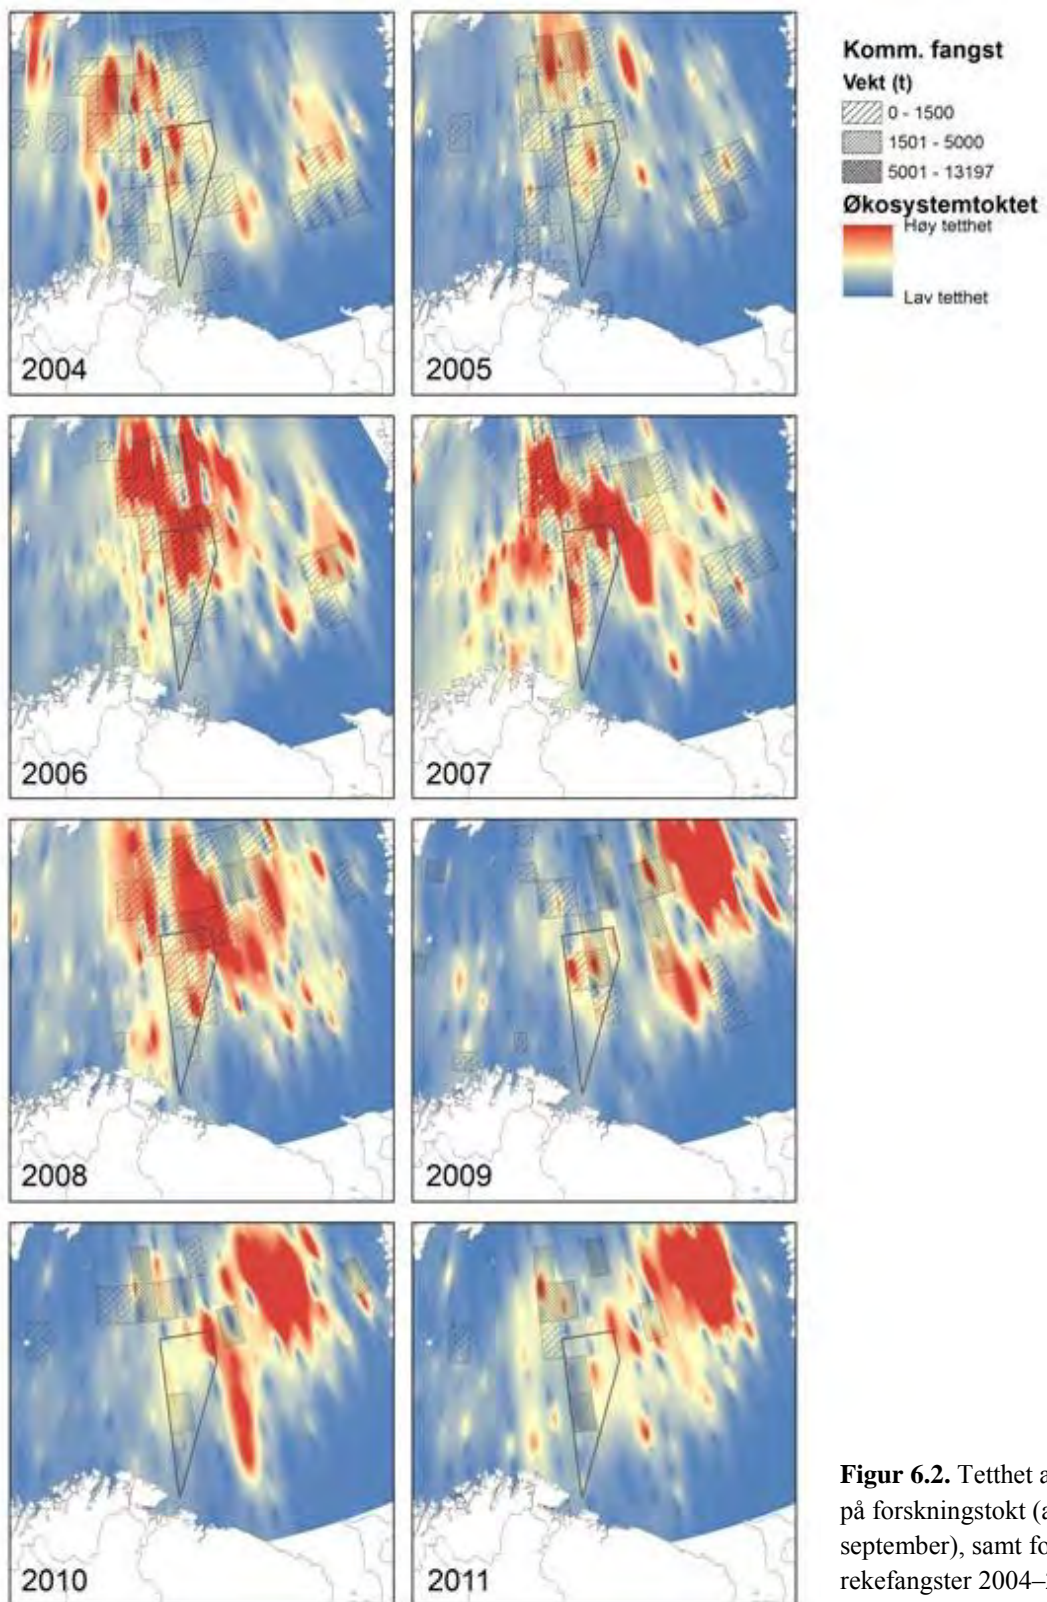 Komm. fangst
Vekt (t)
0 - 1500
1501 - 5000
5001 - 13197
Økosystemtoktet
Høy tetthet
Lav tetthet
2004
2005
2006
2007
2008
2009
2010
2011
Figur 6.2. Tetthet
på forskningstokt
september), samt
rekefangster 2004–